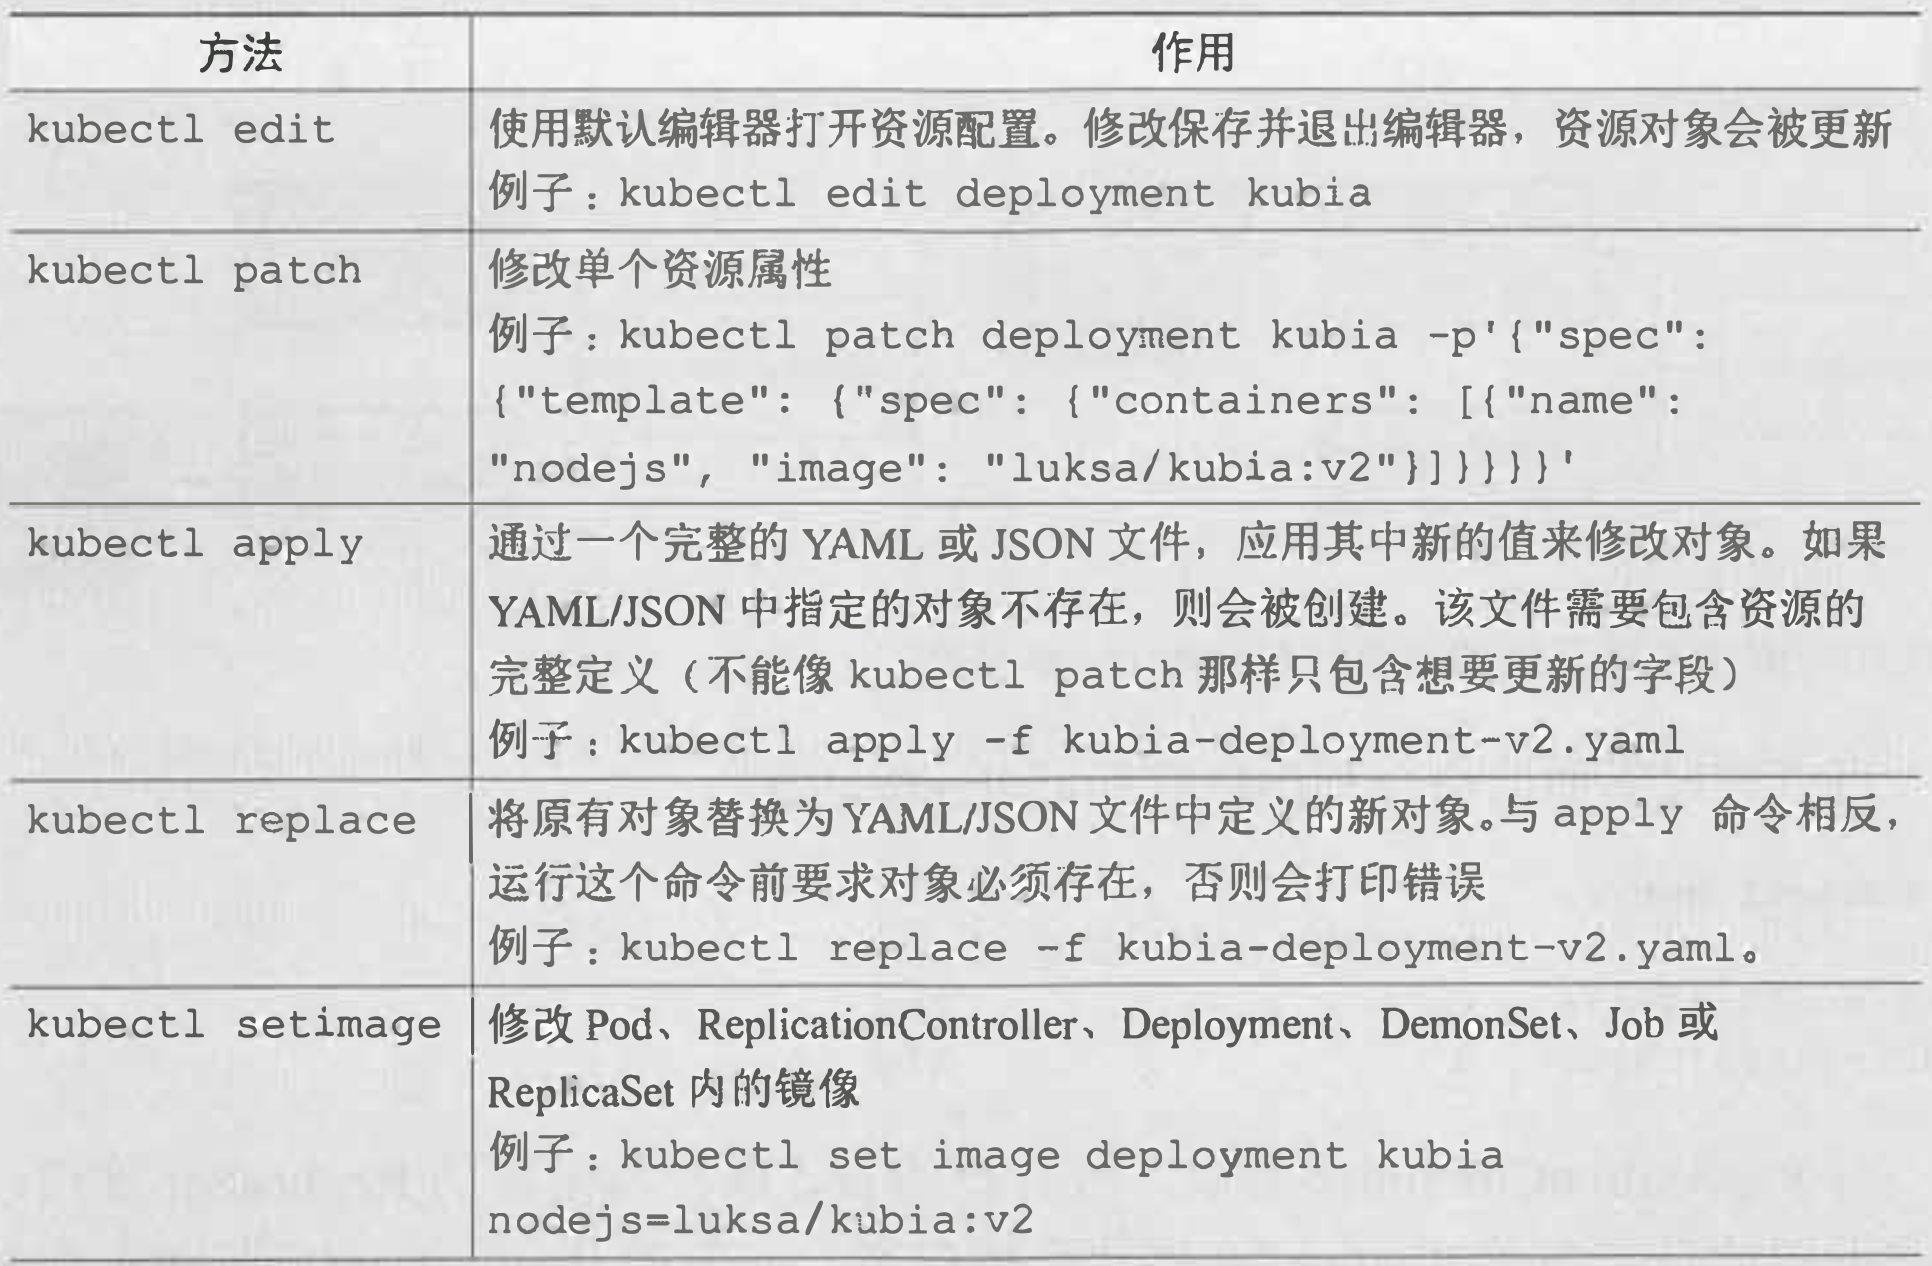 方法 作用
kubectl edit 使用默认编辑器打开资源配置。修改保存并退出编辑器，资源对象会被更新
例子：kubectl edit deployment kubia
kubectl patch 修改单个资源属性
例子：kubectl patch deployment kubia -p'{"spec":
{"template": {"spec": {"containers": [{"name":
"nodejs", "image": "luksa/kubia:v2"}]}}}}'
kubectl apply 通过一个完整的 YAML 或 JSON 文件，应用其中新的值来修改对象。如果
YAML/JSON 中指定的对象不存在，则会被创建。该文件需要包含资源的
完整定义（不能像 kubectl patch 那样只包含想要更新的字段）
例子：kubectl apply -f kubia-deployment-v2.yaml
kubectl replace 将原有对象替换为 YAML/JSON 文件中定义的新对象。与 apply 命令相反，
运行这个命令前要求对象必须存在，否则会打印错误
例子：kubectl replace -f kubia-deployment-v2.yaml。
kubectl setimage 修改 Pod、ReplicationController、Deployment、DemonSet、Job 或
ReplicaSet 内的镜像
例子：kubectl set image deployment kubia
nodejs=luksa/kubia:v2